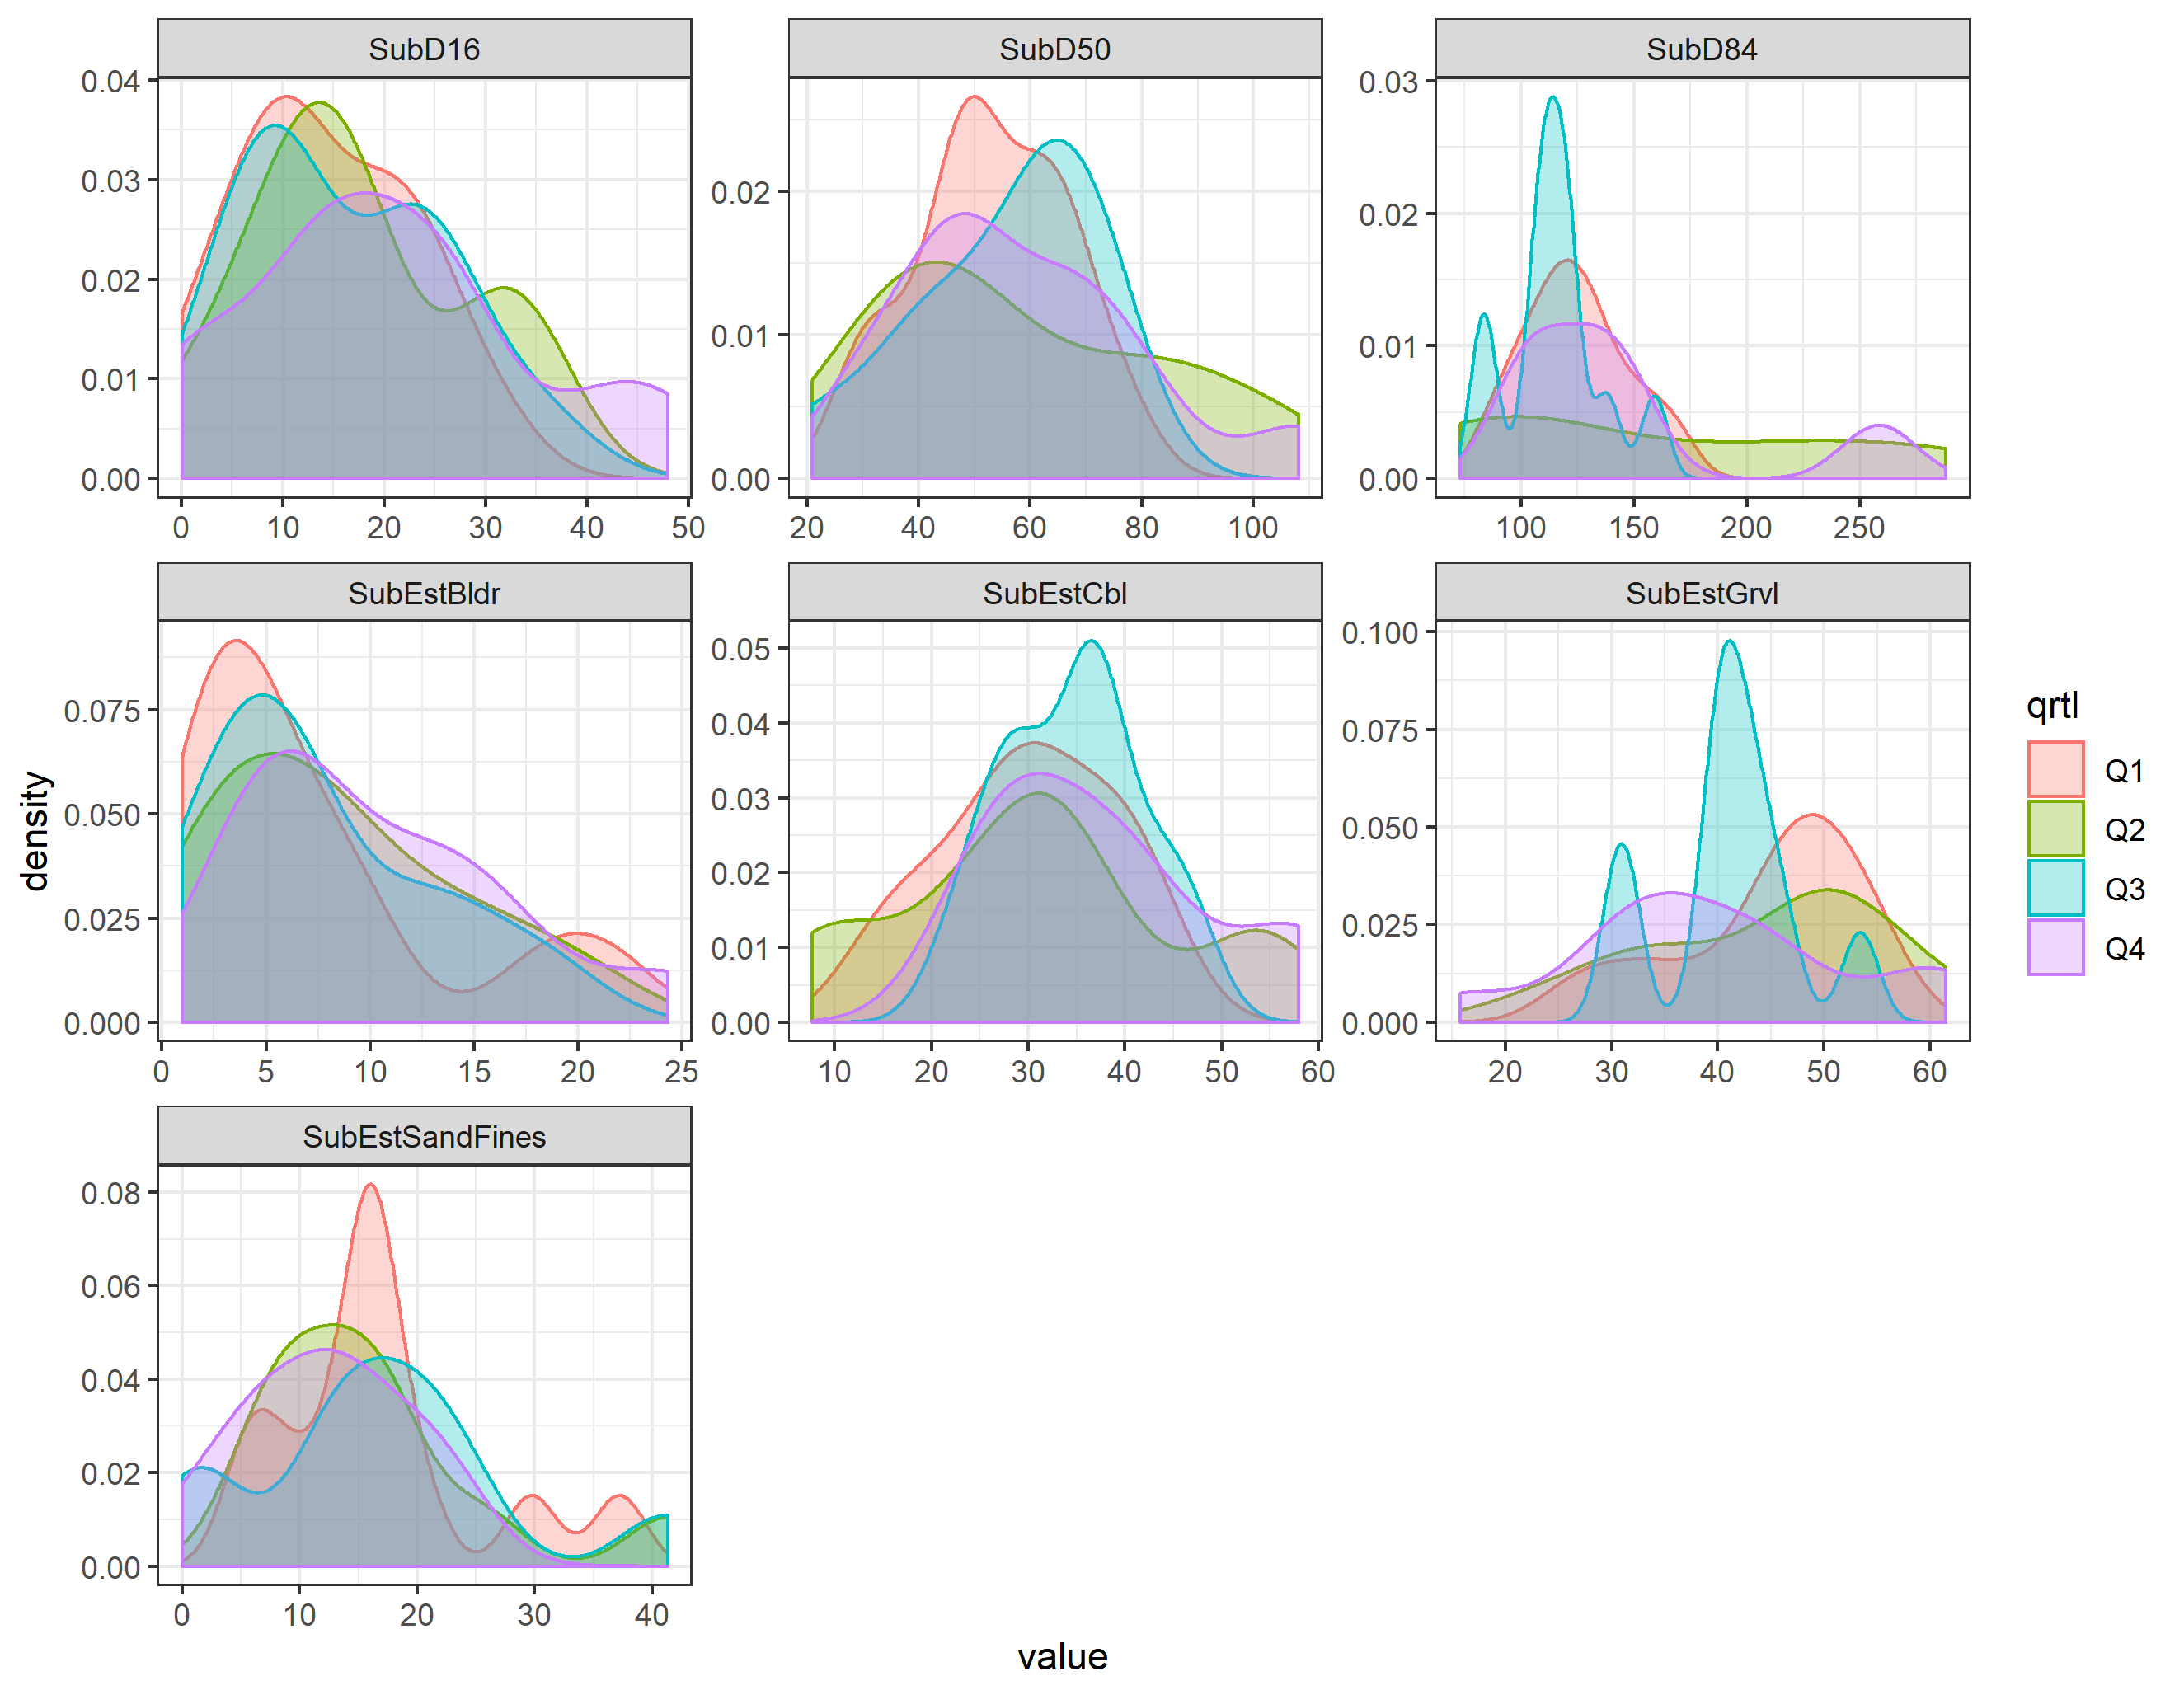 SubD16 SubD50 SubD84
0.04
0.03
0.02
0.01
0.00
0.02
0.01
0.00
0.03
0.02
0.01
0.00
0 10 20 30 40 50
20 40 60 80 100
100 150 200 250
SubEstBldr SubEstCbl SubEstGrvl
0.075
0.050
0.025
0.000
0.05
0.04
0.03
0.02
0.01
0.00
0.100
0.075
0.050
0.025
0.000
0 5 10 15 20 25
10 20 30 40 50 60
20 30 40 50 60
SubEstSandFines
0.08
0.06
0.04
0.02
0.00
0 10 20 30 40
density
value
qrtl
Q1
Q2
Q3
Q4